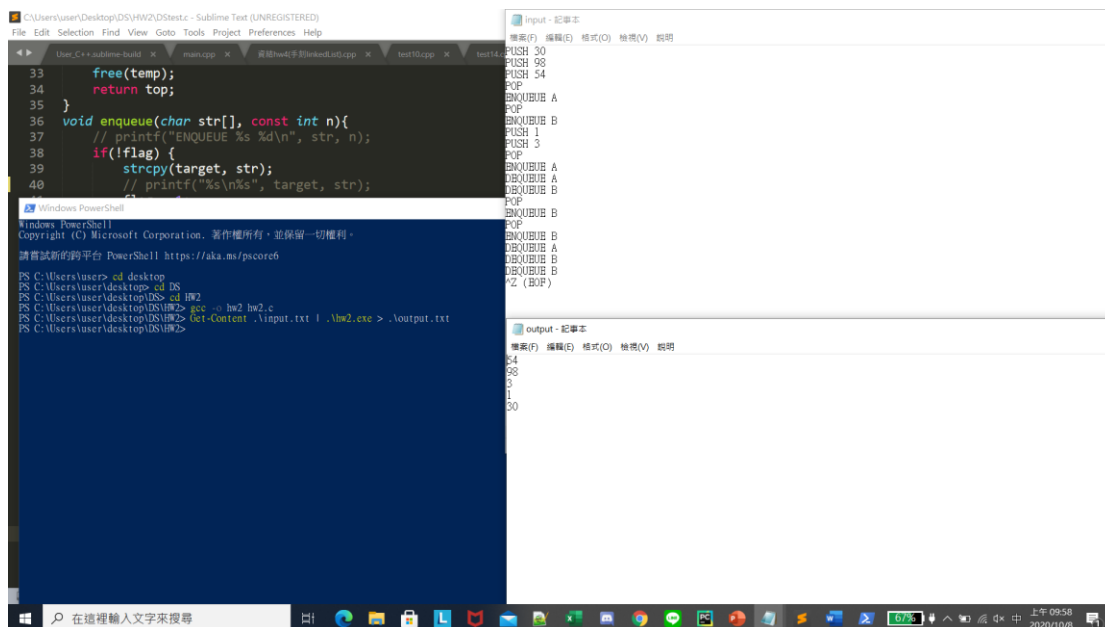 C:\Users\user\Desktop\DS\HW2\DStest.c - Sublime Text (UNREGISTERED)
File Edit Selection Find View Goto Tools Project Preferences Help
User_C++.sublime-build × main.cpp × test10.cpp × test14.c
33 free(temp);
34 return top;
35 }
36 void enqueue(char str[], const int n){
37 // printf("ENQUEUE %s %d\n", str, n);
38 if(!flag) {
39 strcpy(target, str);
40 // printf("%s\n%s", target, str);
Windows PowerShell
Windows PowerShell
Copyright (C) Microsoft Corporation. 著作權所有，並保留一切權利。
請嘗試新的跨平台 PowerShell https://aka.ms/pscore6
PS C:\Users\user> cd desktop
PS C:\Users\user\desktop> cd DS
PS C:\Users\user\desktop\DS> cd HW2
PS C:\Users\user\desktop\DS\HW2> gcc -o hw2 hw2.c
PS C:\Users\user\desktop\DS\HW2> Get-Content .\input.txt | .\hw2.exe > .\output.txt
PS C:\Users\user\desktop\DS\HW2>
input - 記事本
檔案(F) 編輯(E) 格式(O) 檢視(V) 說明
PUSH 30
PUSH 98
PUSH 54
POP
ENQUEUE A
POP
ENQUEUE B
PUSH 1
PUSH 3
POP
ENQUEUE A
DEQUEUE A
DEQUEUE B
POP
ENQUEUE B
POP
ENQUEUE B
DEQUEUE A
DEQUEUE B
DEQUEUE B
^Z (EOF)
output - 記事本
檔案(F) 編輯(E) 格式(O) 檢視(V) 說明
54
98
3
1
30
在這裡輸入文字來搜尋
67%
中
上午 09:58
2020/10/8